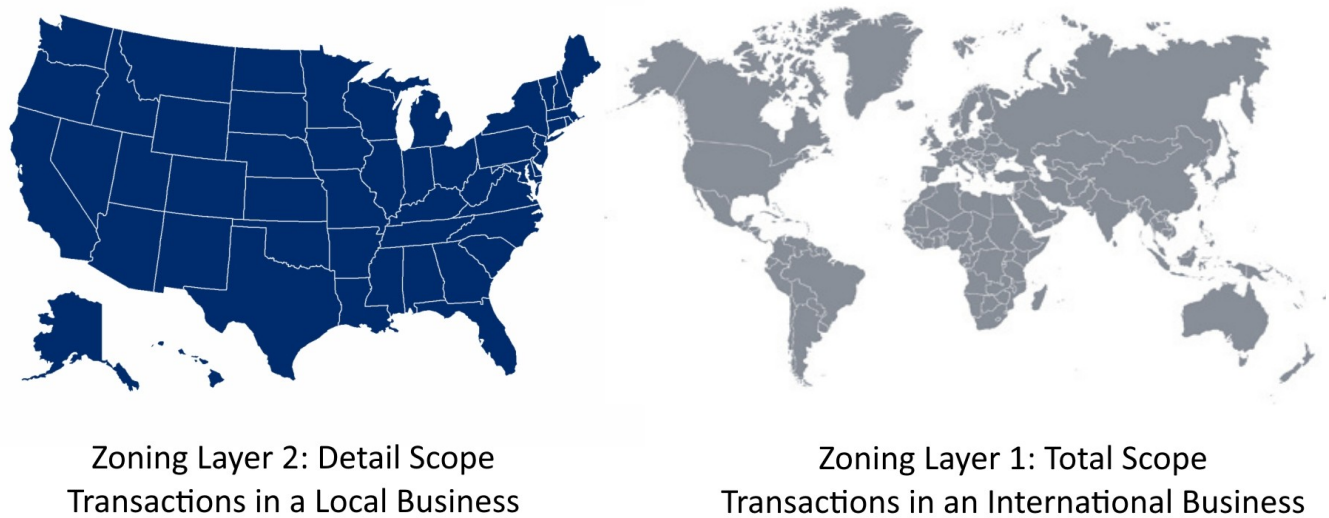 Zoning Layer 2: Detail Scope
Transactions in a Local Business
Zoning Layer 1: Total Scope
Transactions in an International Business